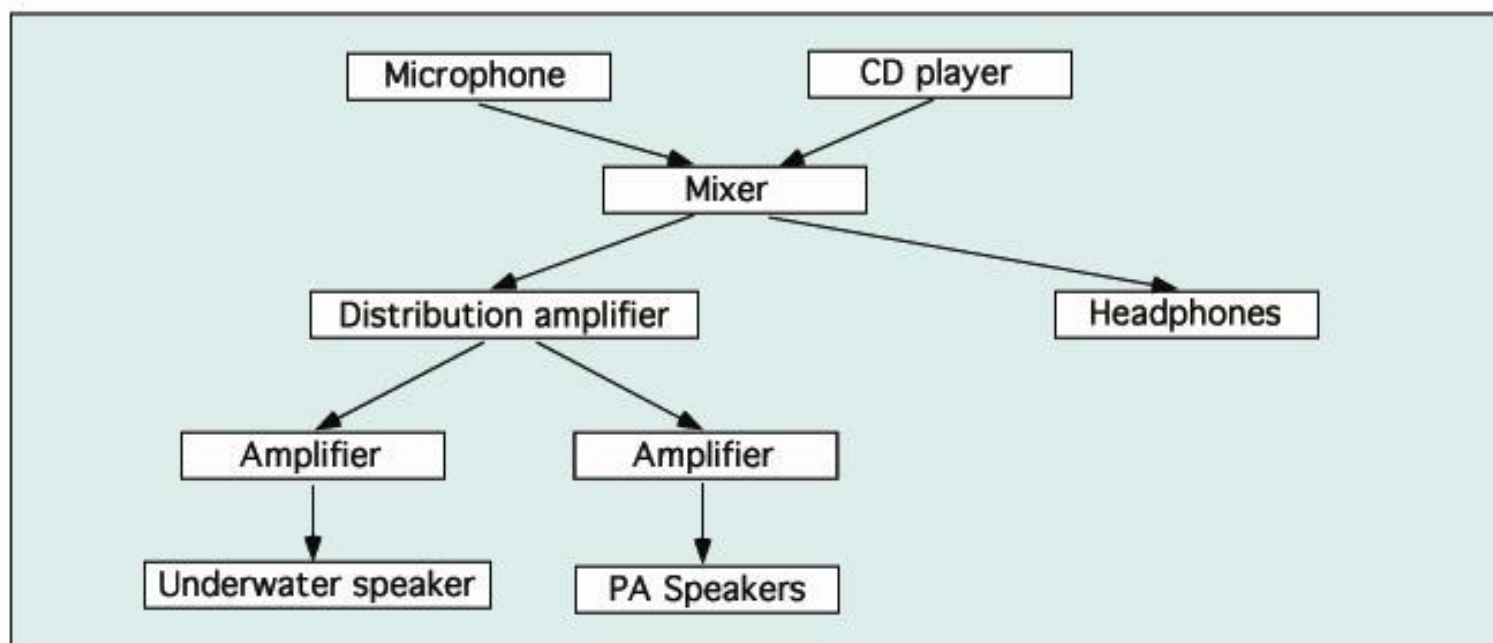 Microphone
CD player
Mixer
Distribution amplifier
Headphones
Amplifier
Amplifier
Underwater speaker
PA Speakers